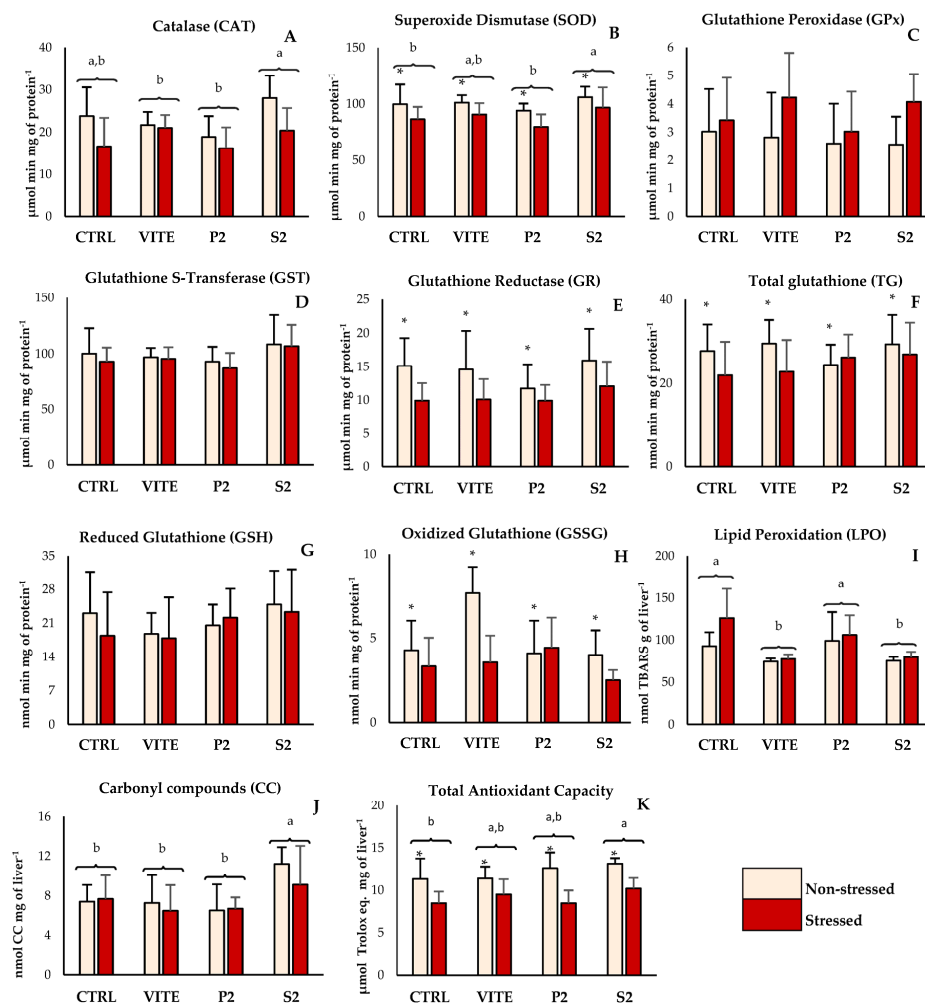 Catalase (CAT)
A
μmol min mg of protein-1
40
30
20
10
0
a,b
b
b
a
CTRL VITE P2 S2
Superoxide Dismutase (SOD)
B
μmol min mg of protein-1
150
100
50
0
b
a,b
b
a
* * * *
CTRL VITE P2 S2
Glutathione Peroxidase (GPx)
C
μmol min mg of protein-1
6
5
4
3
2
1
0
CTRL VITE P2 S2
Glutathione S-Transferase (GST)
D
μmol min mg of protein-1
150
100
50
0
CTRL VITE P2 S2
Glutathione Reductase (GR)
E
μmol min mg of protein-1
25
20
15
10
5
0
* * * *
CTRL VITE P2 S2
Total glutathione (TG)
F
nmol min mg of protein-1
40
20
0
* * * *
CTRL VITE P2 S2
Reduced Glutathione (GSH)
G
nmol min mg of protein-1
35
28
21
14
7
0
CTRL VITE P2 S2
Oxidized Glutathione (GSSG)
H
nmol min mg of protein-1
10
5
0
* * * *
CTRL VITE P2 S2
Lipid Peroxidation (LPO)
I
nmol TBARS g of liver-1
200
150
100
50
0
a
b
a
b
CTRL VITE P2 S2
Carbonyl compounds (CC)
J
nmol CC mg of liver-1
16
12
8
4
0
b
b
b
a
CTRL VITE P2 S2
Total Antioxidant Capacity
K
μmol Trolox eq. mg of liver-1
20
15
10
5
0
b
a,b
a,b
a
* * * *
CTRL VITE P2 S2
Non-stressed
Stressed